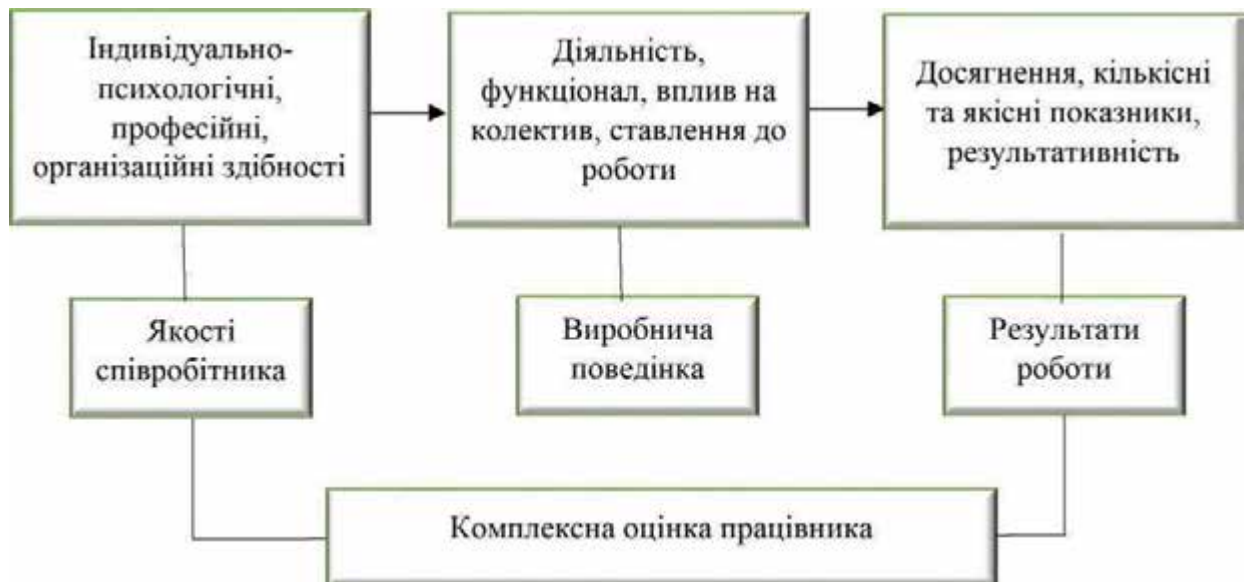 Індивідуально-
психологічні,
професійні,
організаційні здібності
Діяльність,
функціонал, вплив на
колектив, ставлення до
роботи
Досягнення, кількісні
та якісні показники,
результативність
Якості
співробітника
Виробнича
поведінка
Результати
роботи
Комплексна оцінка працівника